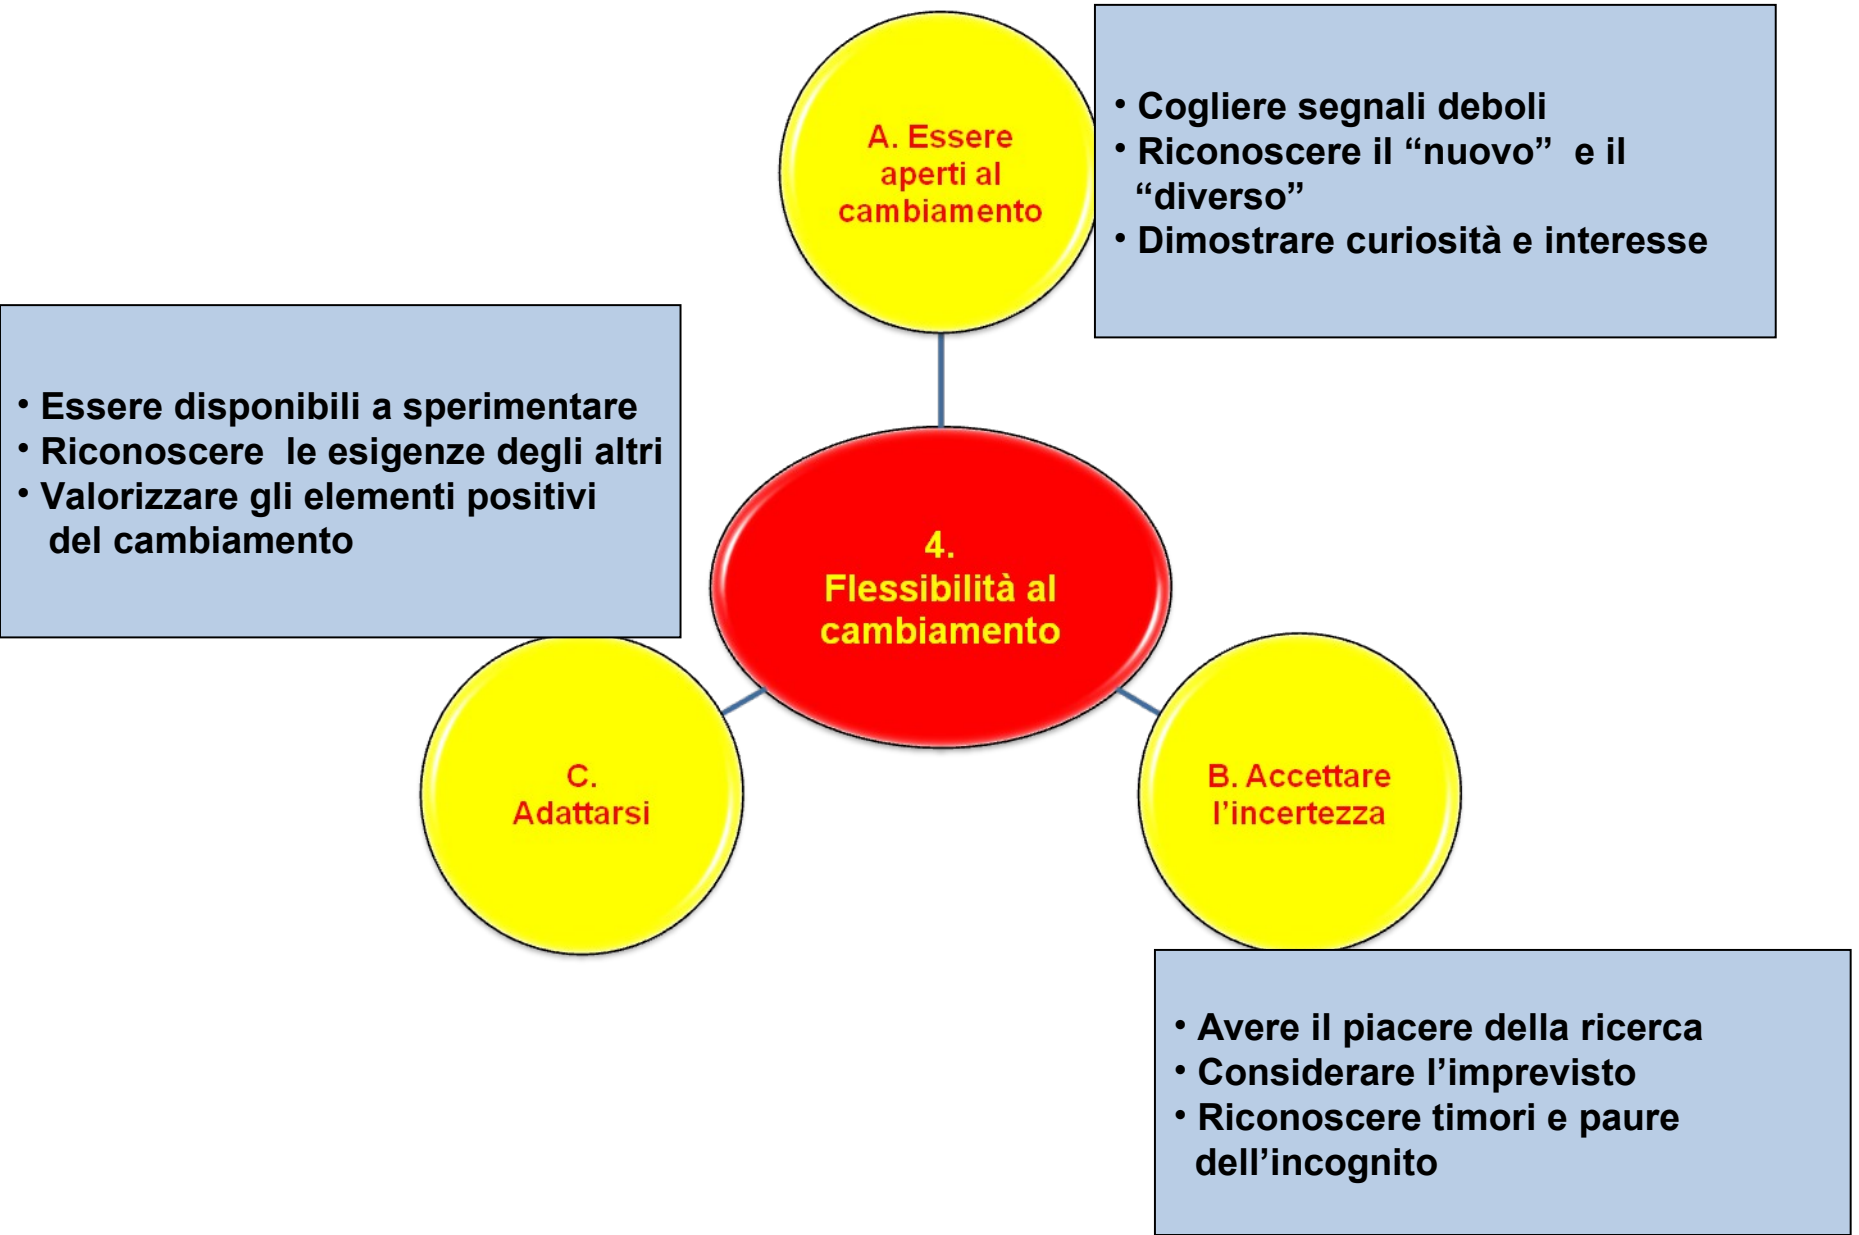 A. Essere
aperti al
cambiamento
• Cogliere segnali deboli
• Riconoscere il “nuovo”  e il
“diverso”
• Dimostrare curiosità e interesse
• Essere disponibili a sperimentare
• Riconoscere  le esigenze degli altri
• Valorizzare gli elementi positivi
del cambiamento
4.
Flessibilità al
cambiamento
C.
Adattarsi
B. Accettare
l’incertezza
• Avere il piacere della ricerca
• Considerare l’imprevisto
• Riconoscere timori e paure
dell’incognito